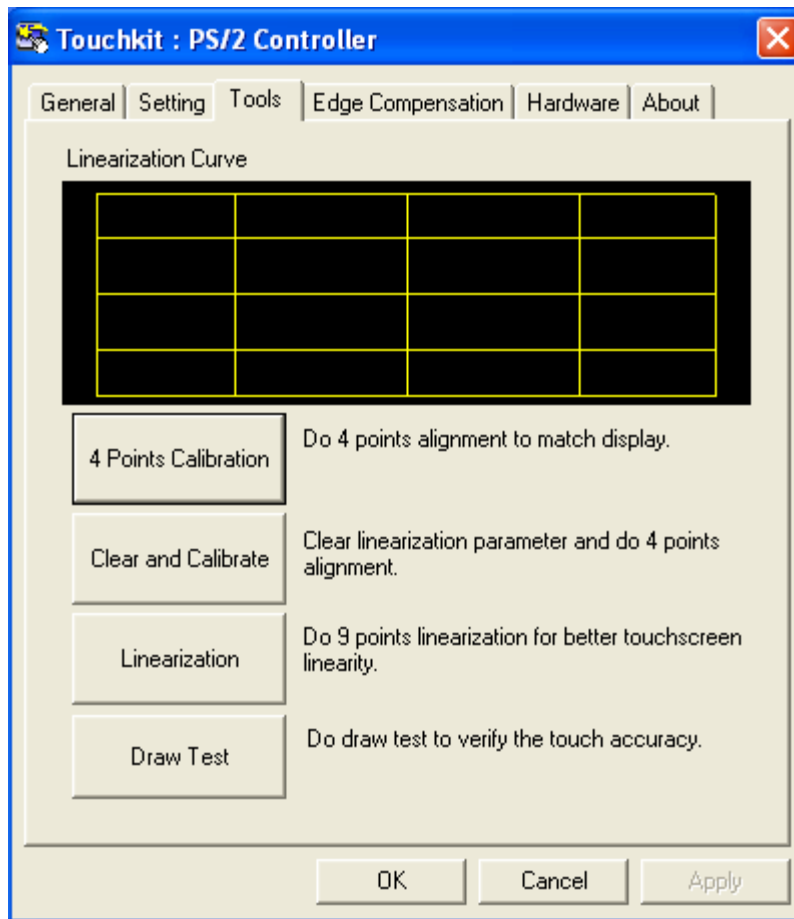 Touchkit : PS/2 Controller
General Setting Tools Edge Compensation Hardware About
Linearization Curve
4 Points Calibration
Do 4 points alignment to match display.
Clear and Calibrate
Clear linearization parameter and do 4 points
alignment.
Linearization
Do 9 points linearization for better touchscreen
linearity.
Draw Test
Do draw test to verify the touch accuracy.
OK Cancel Apply